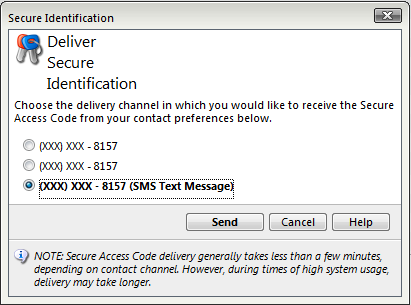 Secure Identification
Deliver
Secure
Identification
Choose the delivery channel in which you would like to receive the Secure
Access Code from your contact preferences below.
(XXX) XXX - 8157
(XXX) XXX - 8157
(XXX) XXX - 8157 (SMS Text Message)
Send Cancel Help
NOTE: Secure Access Code delivery generally takes less than a few minutes,
depending on contact channel. However, during times of high system usage,
delivery may take longer.